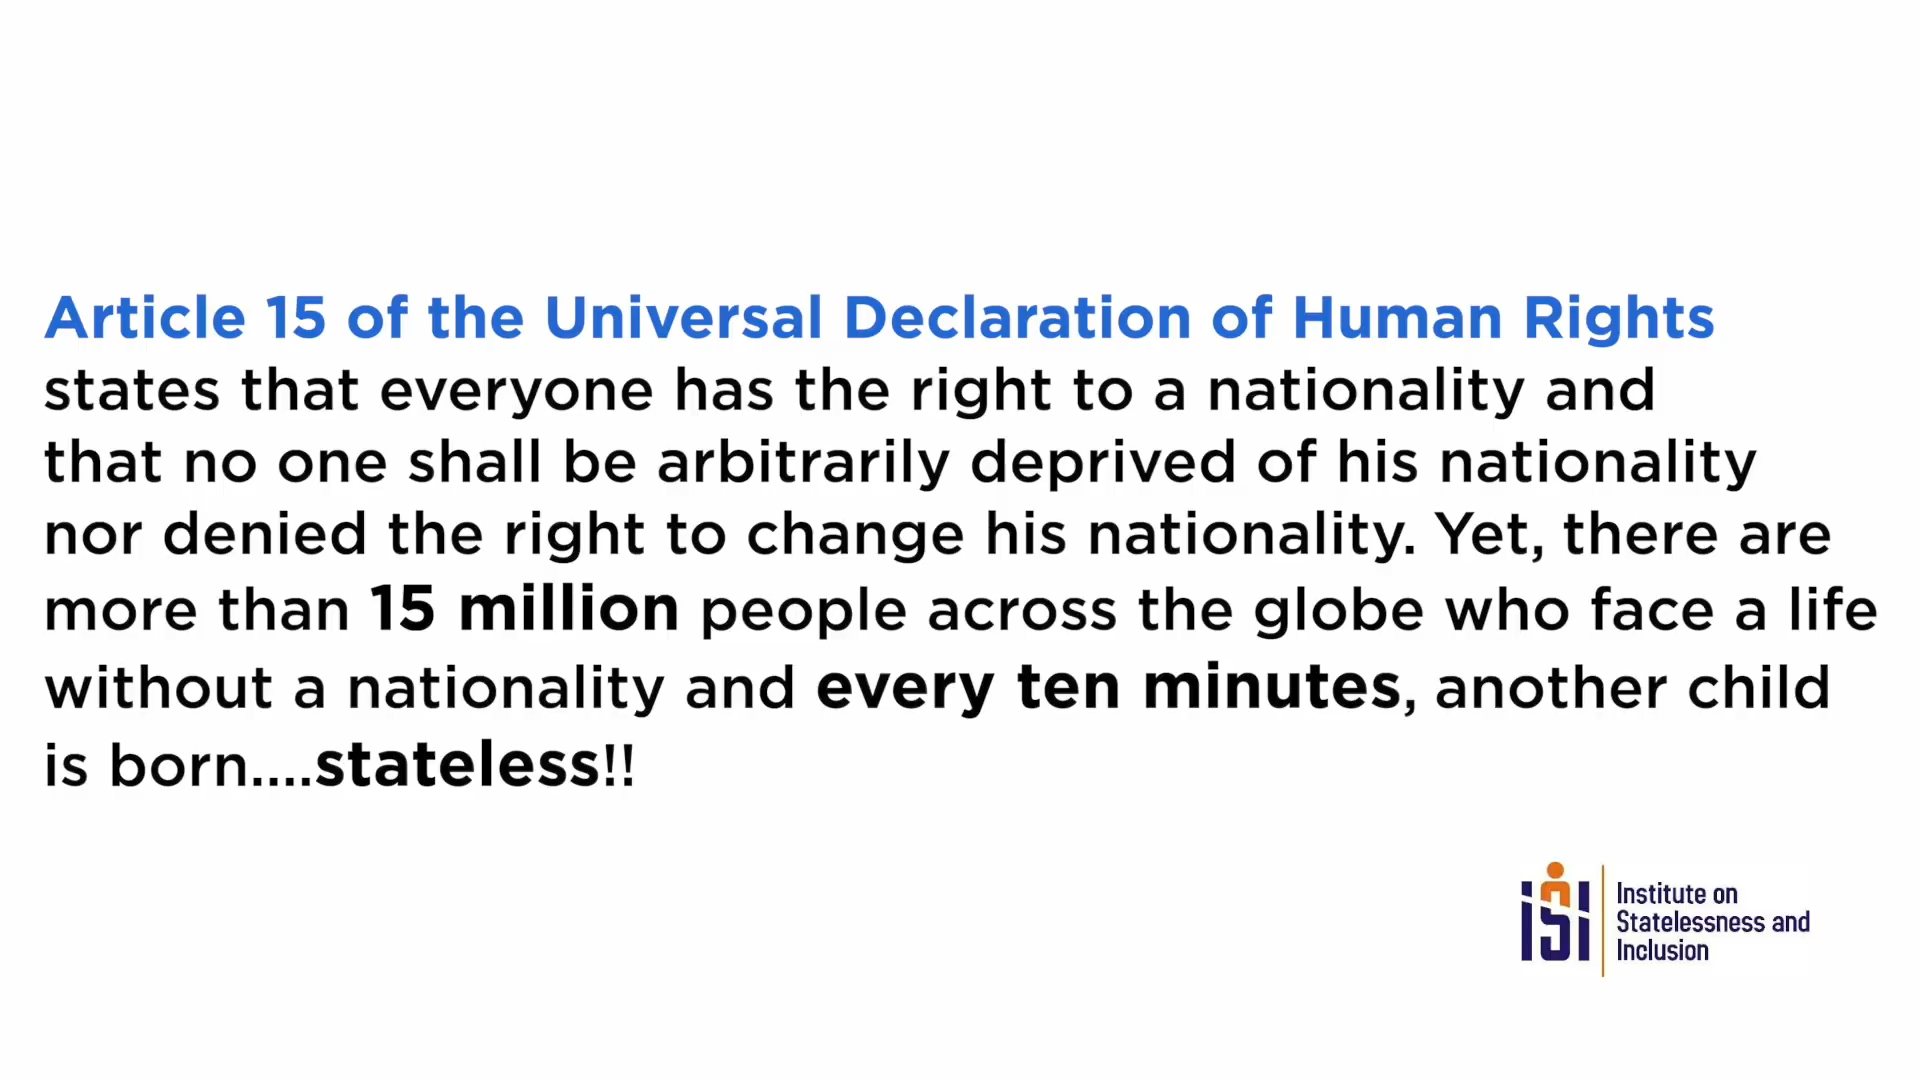 Article 15 of the Universal Declaration of Human Rights
states that everyone has the right to a nationality and
that no one shall be arbitrarily deprived of his nationality
nor denied the right to change his nationality. Yet, there are
more than 15 million people across the globe who face a life
without a nationality and every ten minutes, another child
is born....stateless!!
ISI
Institute on
Statelessness and
Inclusion